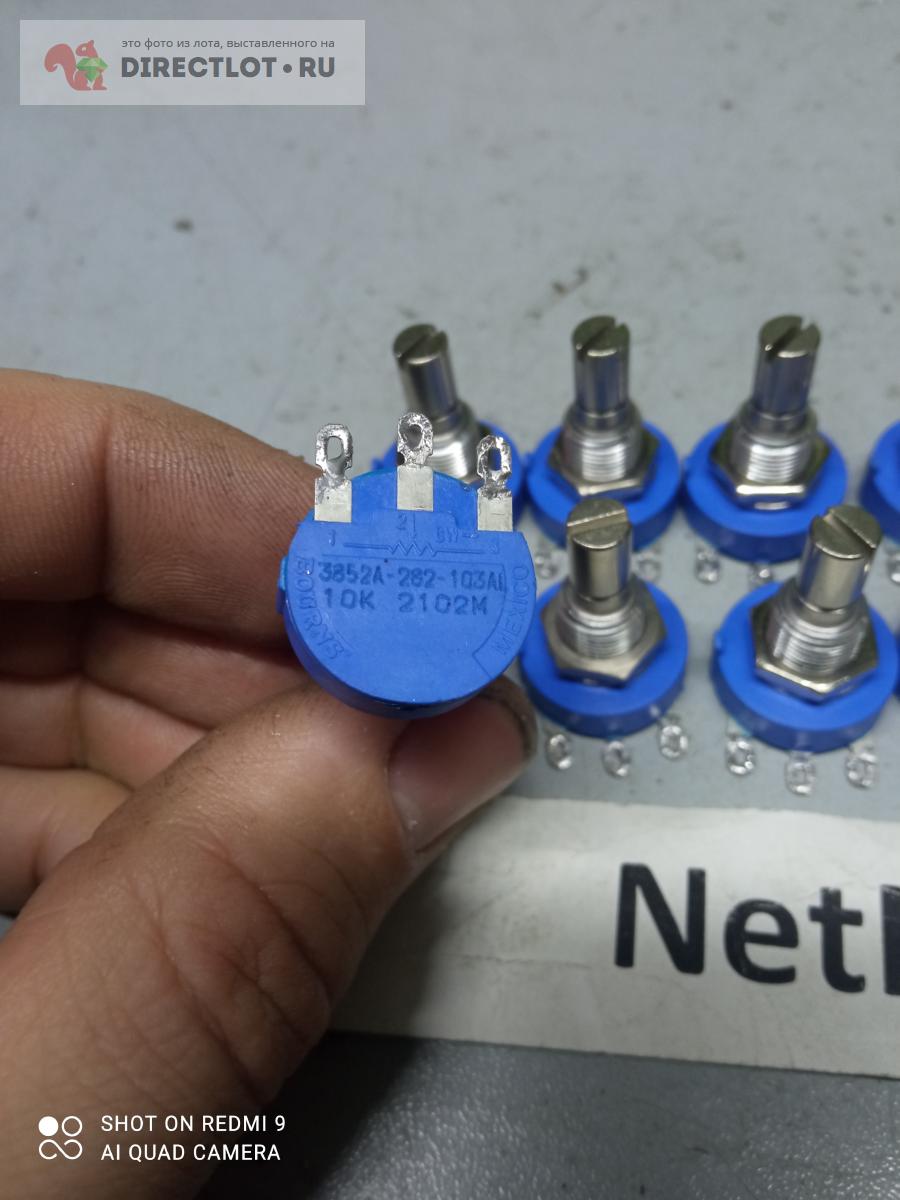 это фото из лота, выставленного на
DIRECTLOT•RU
1 2 CW 3
3852A-282-103AL
10K 2102M
BOURNS
MEXICO
Net
SHOT ON REDMI 9
AI QUAD CAMERA